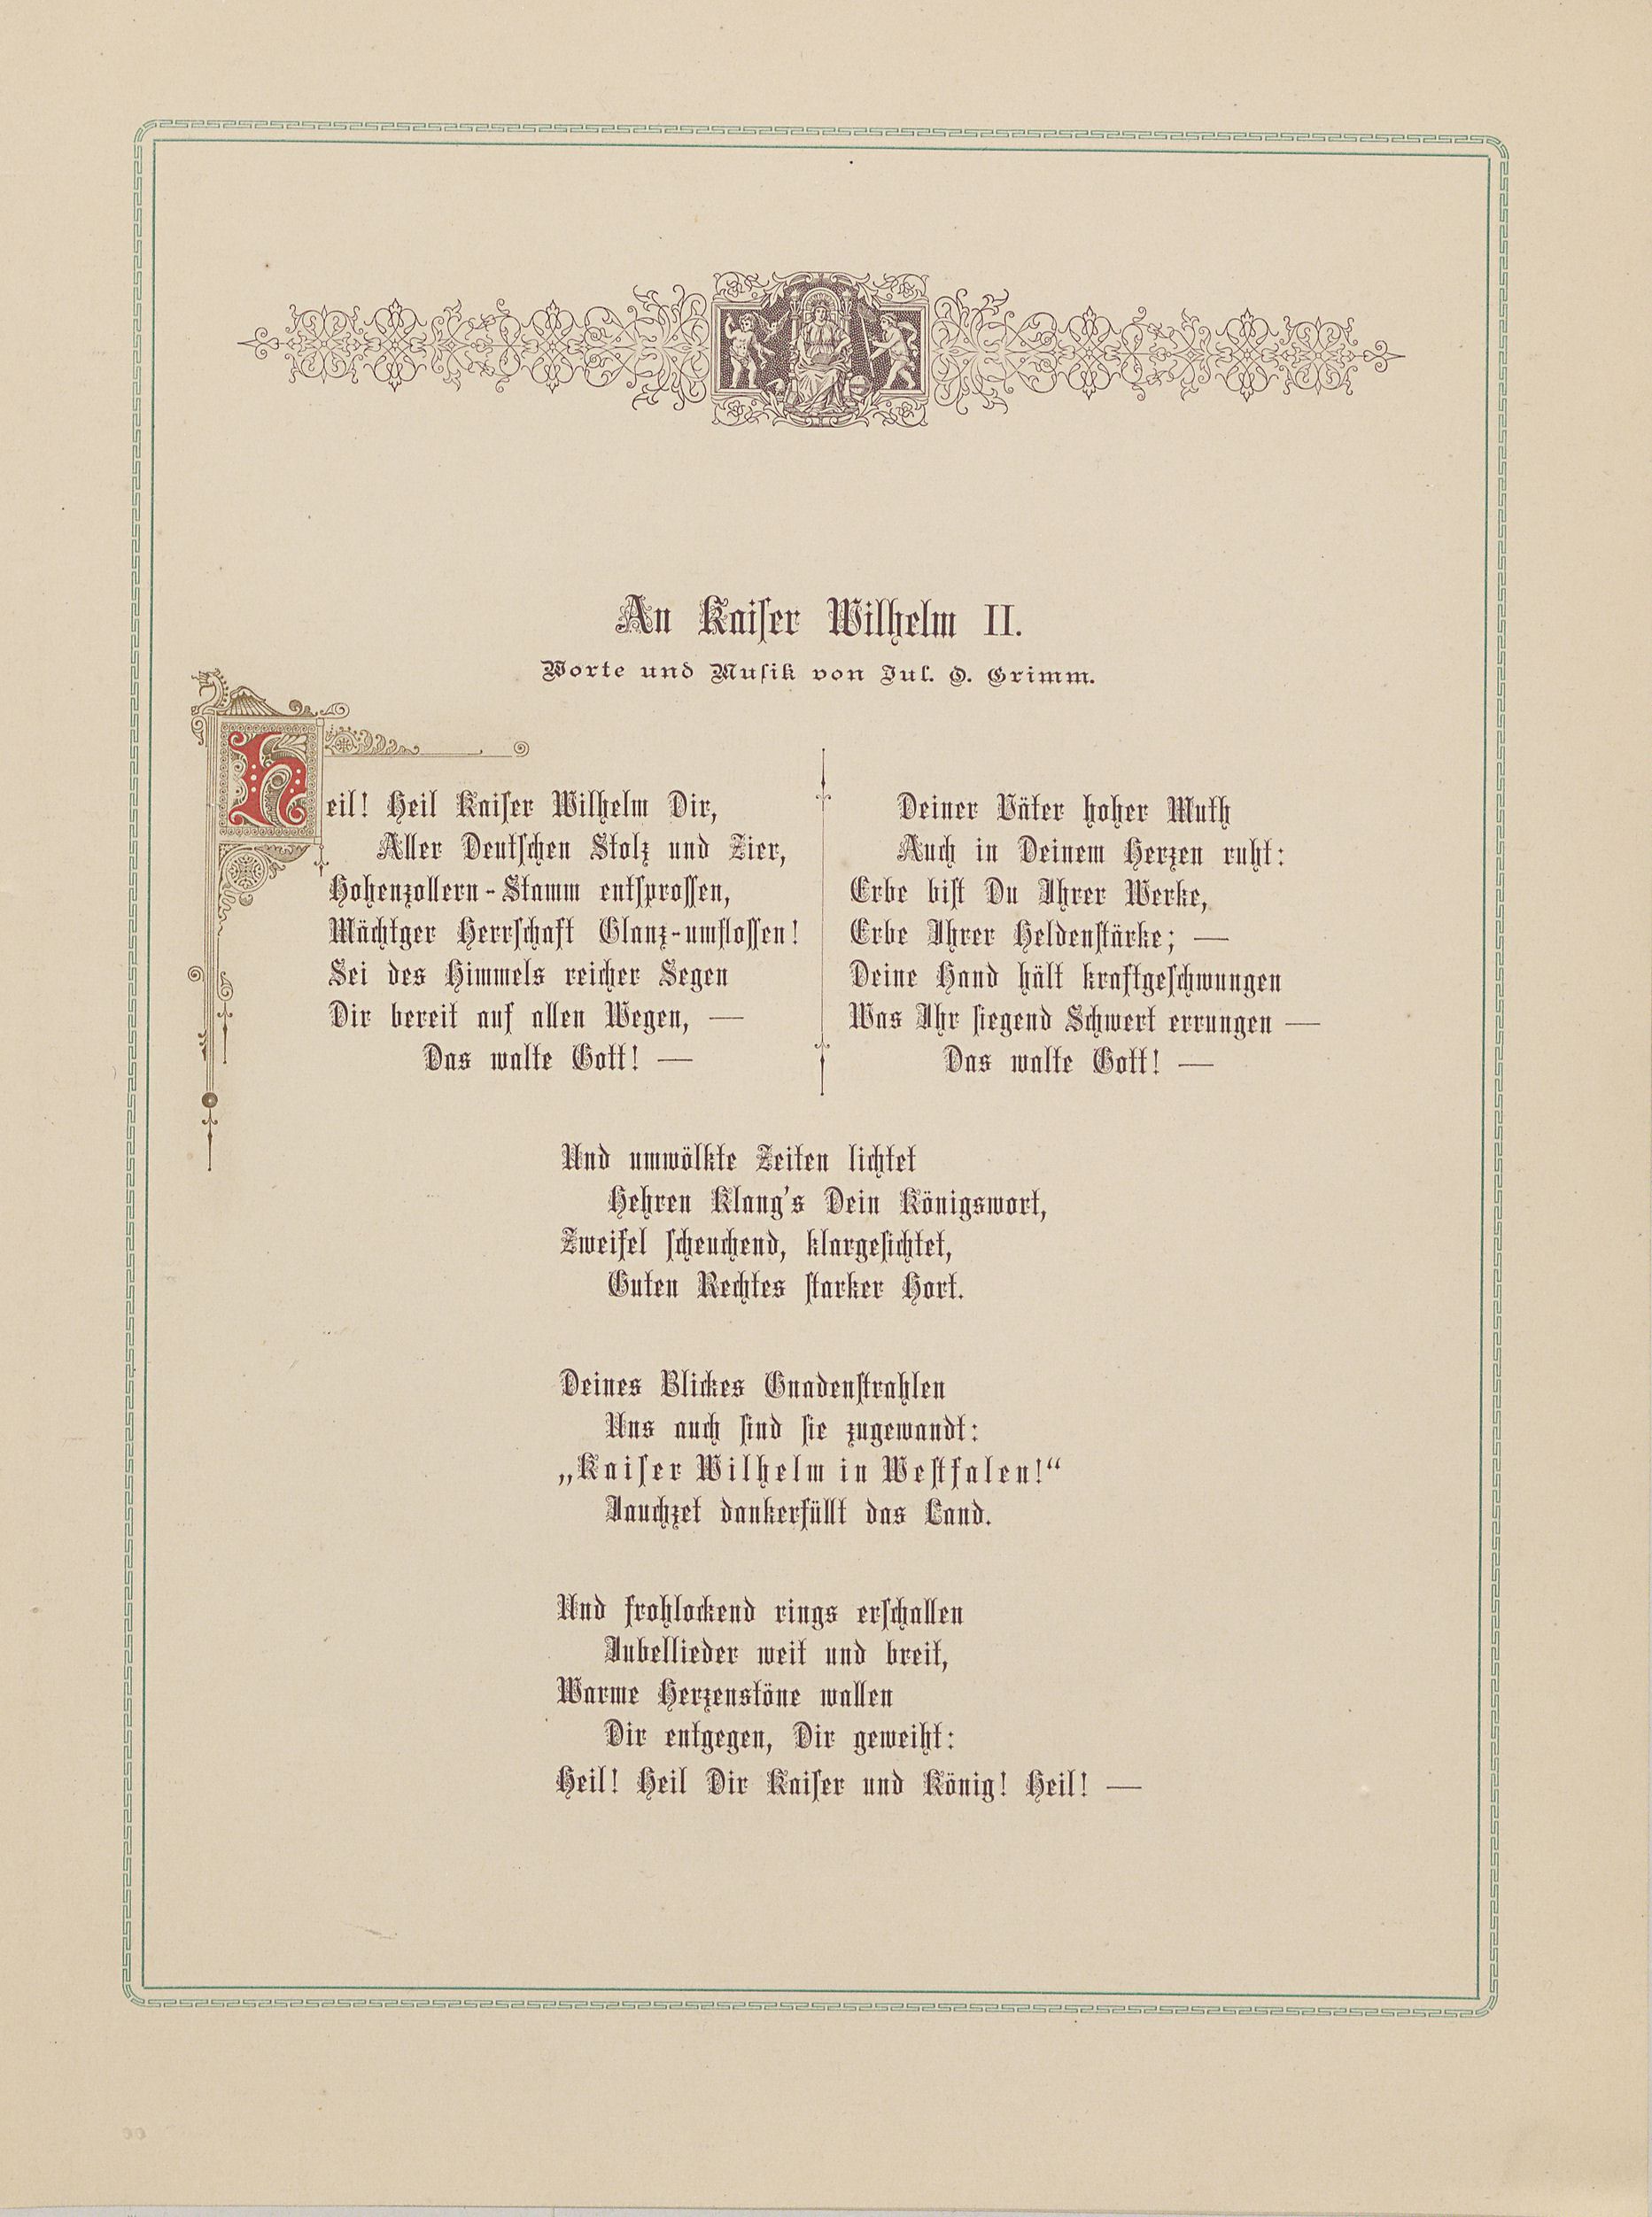 An Kaiser Wilhelm II.
Worte und Musik von Jul. O. Grimm.
Heil! Heil Kaiser Wilhelm Dir,
Aller Deutschen Stolz und Zier,
Hohenzollern-Stamm entsprossen,
Mächtger Herrschaft Glanz-umflossen!
Sei des Himmels reicher Segen
Dir bereit auf allen Wegen, —
Das walte Gott! —
Deiner Väter hoher Muth
Auch in Deinem Herzen ruht:
Erbe bist Du Ihrer Werke,
Erbe Ihrer Heldenstärke; —
Deine Hand hält kraftgeschwungen
Was Ihr siegend Schwert errungen —
Das walte Gott! —
Und umwölkte Zeiten lichtet
Hehren Klang's Dein Königswort,
Zweifel scheuchend, klargesichtet,
Guten Rechtes starker Hort.
Deines Blickes Gnadenstrahlen
Uns auch sind sie zugewandt:
„Kaiser Wilhelm in Westfalen!“
Jauchzet dankerfüllt das Land.
Und frohlockend rings erschallen
Jubellieder weit und breit,
Warme Herzenstöne wallen
Dir entgegen, Dir geweiht:
Heil! Heil Dir Kaiser und König! Heil! —